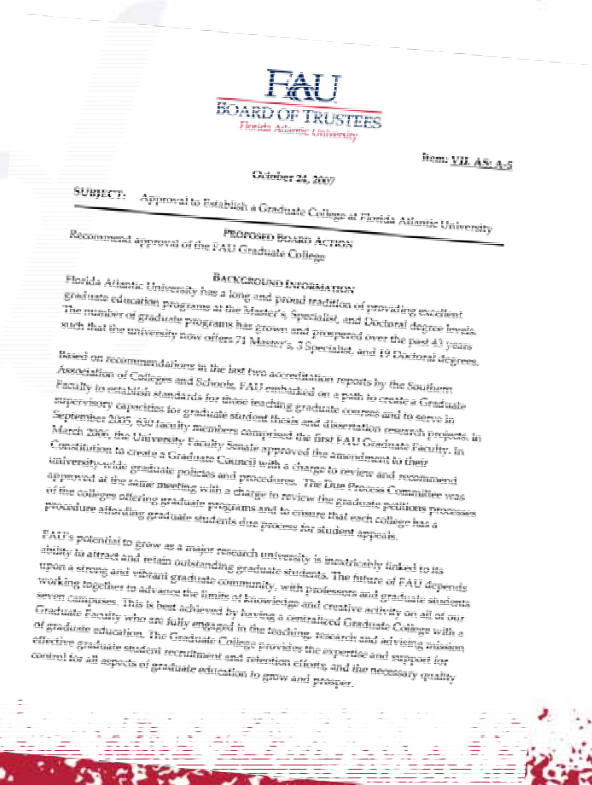 FAU
BOARD OF TRUSTEES
Florida Atlantic University
Item: VII. AS: A-5
October 24, 2007
SUBJECT: Approval to Establish a Graduate College at Florida Atlantic University
PROPOSED BOARD ACTION
Recommend approval of the FAU Graduate College
BACKGROUND INFORMATION
Florida Atlantic University has a long and proud tradition of providing excellent
graduate education programs at the Master's, Specialist, and Doctoral degree levels.
The number of graduate programs has grown and prospered over the past 43 years
such that the university now offers 71 Master's, 3 Specialist, and 19 Doctoral degrees.
Based on recommendations in the last two accreditation reports by the Southern
Association of Colleges and Schools, FAU embarked on a path to create a Graduate
Faculty to establish standards for those teaching graduate courses and to serve in
supervisory capacities for graduate student thesis and dissertation research projects. In
September 2005, 630 faculty members comprised the first FAU Graduate Faculty. In
March 2006, the University Faculty Senate approved the amendment to their
Constitution to create a Graduate Council with a charge to review and recommend
university-wide graduate policies and procedures. The Due Process Committee was
approved at the same meeting with a charge to review the graduate petitions processes
of the colleges offering graduate programs and to ensure that each college has a
procedure affording graduate students due process for student appeals.
FAU's potential to grow as a major research university is inextricably linked to its
ability to attract and retain outstanding graduate students. The future of FAU depends
upon a strong and vibrant graduate community, with professors and graduate students
working together to advance the limits of knowledge and creative activity on all of our
seven campuses. This is best achieved by having a centralized Graduate College with a
Graduate Faculty who are fully engaged in the teaching, research and advising mission
of graduate education. The Graduate College provides the expertise and support for
effective graduate student recruitment and retention efforts, and the necessary quality
control for all aspects of graduate education to grow and prosper.